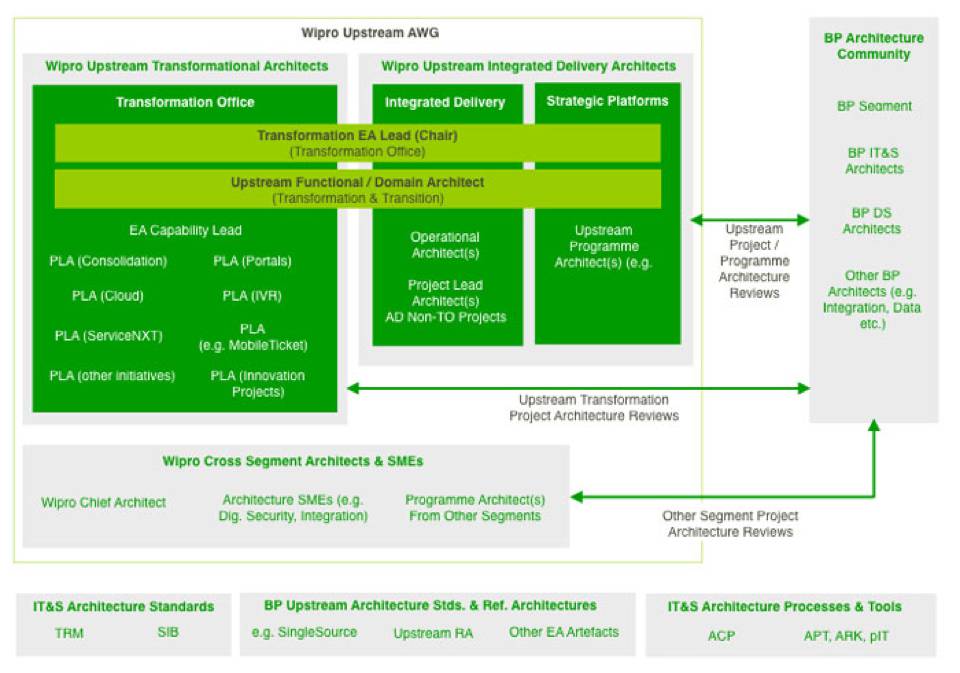 Wipro Upstream AWG
Wipro Upstream Transformational Architects
Transformation Office
Wipro Upstream Integrated Delivery Architects
Integrated Delivery
Strategic Platforms
Transformation EA Lead (Chair)
(Transformation Office)
Upstream Functional / Domain Architect
(Transformation & Transition)
EA Capability Lead
PLA (Consolidation)
PLA (Portals)
PLA (Cloud)
PLA (IVR)
PLA (ServiceNXT)
PLA
(e.g. MobileTicket)
PLA (other initiatives)
PLA (Innovation
Projects)
Operational
Architect(s)
Project Lead
Architect(s)
AD Non-TO Projects
Upstream
Programme
Architect(s) (e.g.
BP Architecture
Community
BP Segment
BP IT&S
Architects
BP DS
Architects
Other BP
Architects (e.g.
Integration, Data
etc.)
Upstream
Project /
Programme
Architecture
Reviews
Upstream Transformation
Project Architecture Reviews
Wipro Cross Segment Architects & SMEs
Wipro Chief Architect
Architecture SMEs (e.g.
Dig. Security, Integration)
Programme Architect(s)
From Other Segments
Other Segment Project
Architecture Reviews
IT&S Architecture Standards
TRM
SIB
BP Upstream Architecture Stds. & Ref. Architectures
e.g. SingleSource
Upstream RA
Other EA Artefacts
IT&S Architecture Processes & Tools
ACP
APT, ARK, pIT